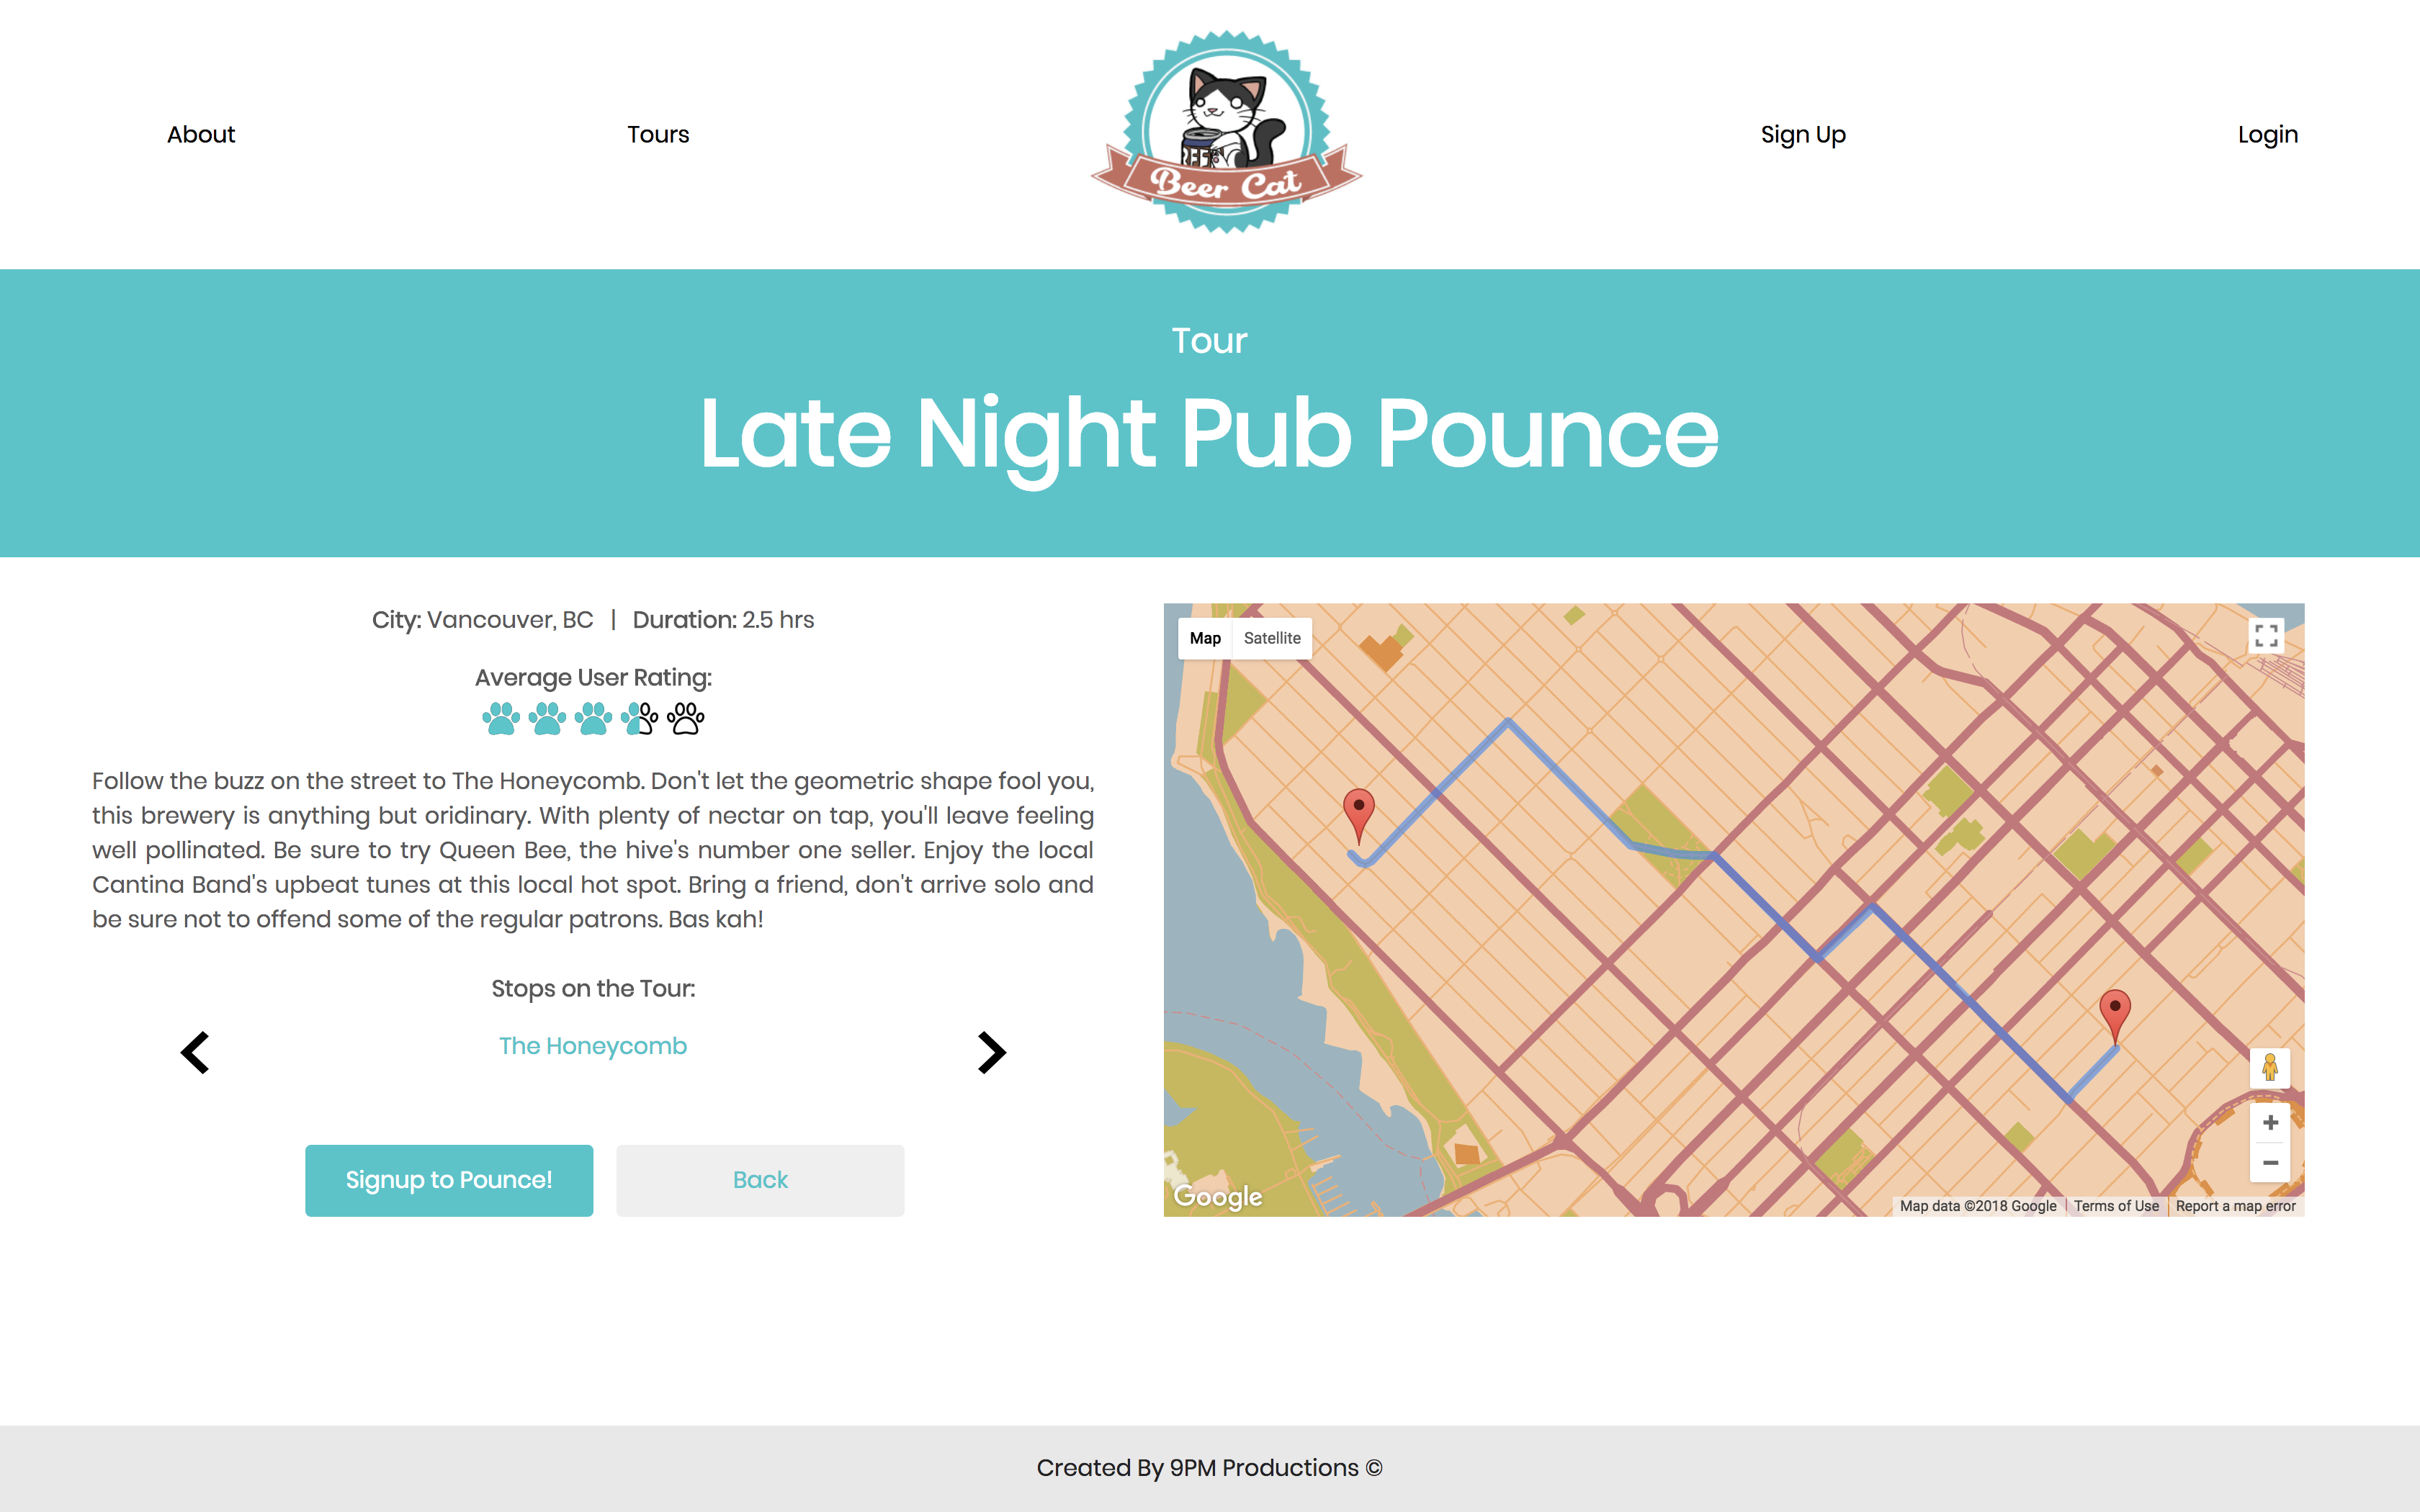 About
Tours
BEER
Beer Cat
Sign Up
Login
Tour
Late Night Pub Pounce
City: Vancouver, BC | Duration: 2.5 hrs
Average User Rating:
Follow the buzz on the street to The Honeycomb. Don't let the geometric shape fool you,
this brewery is anything but oridinary. With plenty of nectar on tap, you'll leave feeling
well pollinated. Be sure to try Queen Bee, the hive's number one seller. Enjoy the local
Cantina Band's upbeat tunes at this local hot spot. Bring a friend, don't arrive solo and
be sure not to offend some of the regular patrons. Bas kah!
Stops on the Tour:
The Honeycomb
Signup to Pounce!
Back
Map
Satellite
Google
Map data ©2018 Google
Terms of Use
Report a map error
Created By 9PM Productions ©